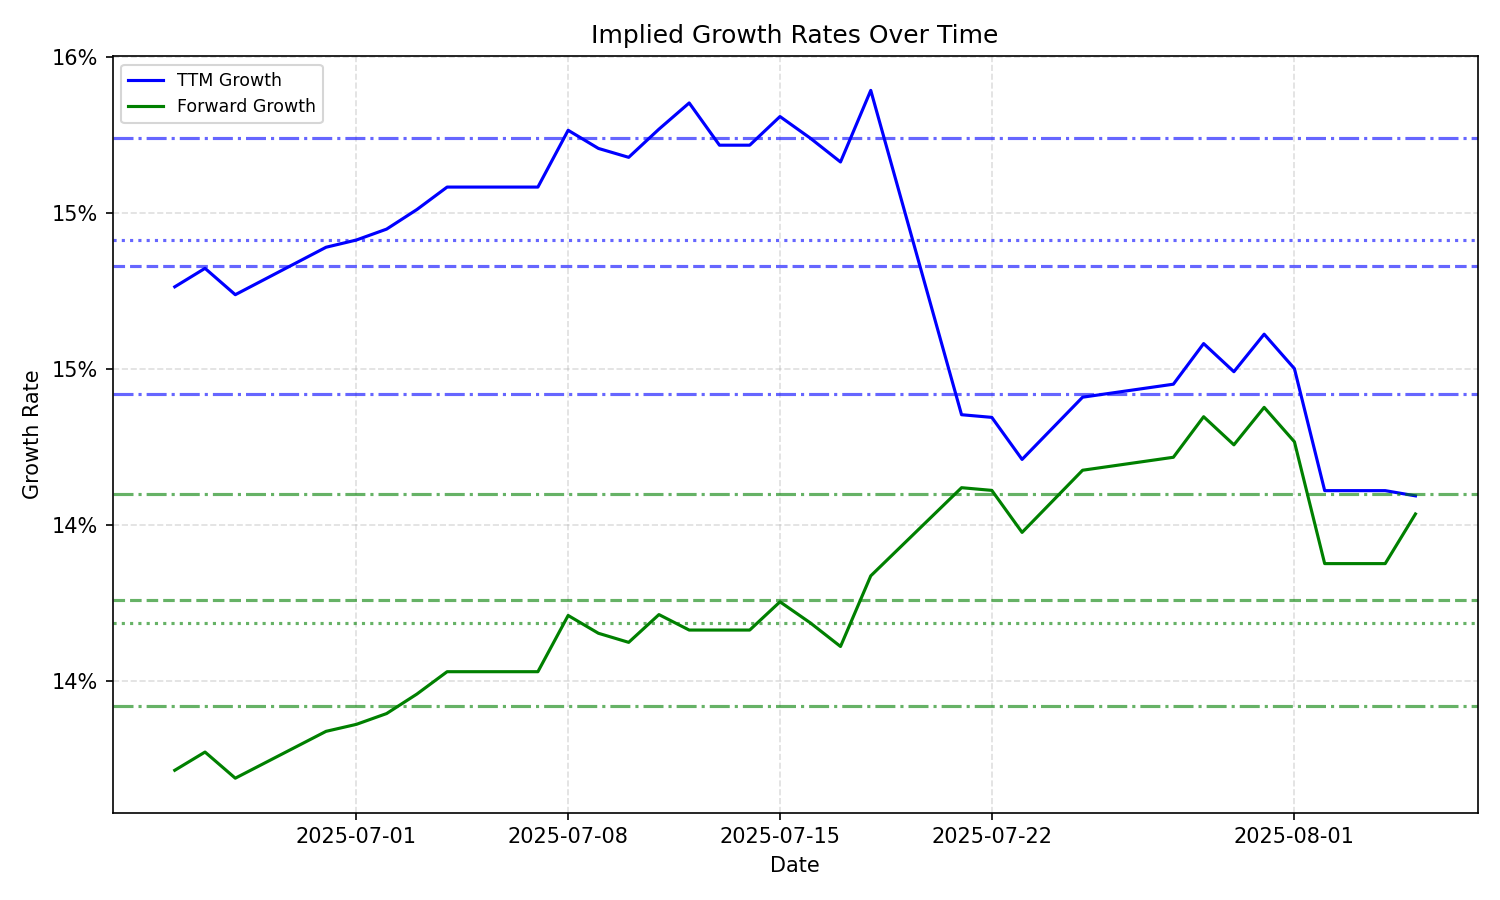 Implied Growth Rates Over Time
16%
15%
15%
14%
14%
Growth Rate
TTM Growth
Forward Growth
2025-07-01
2025-07-08
2025-07-15
2025-07-22
2025-08-01
Date